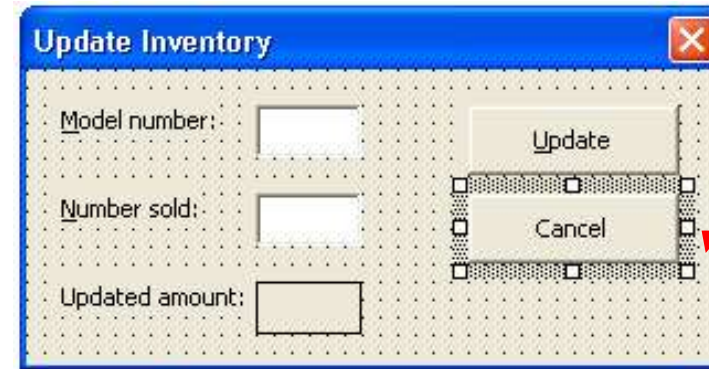 Update Inventory
Model number:
Update
Number sold:
Cancel
Updated amount: